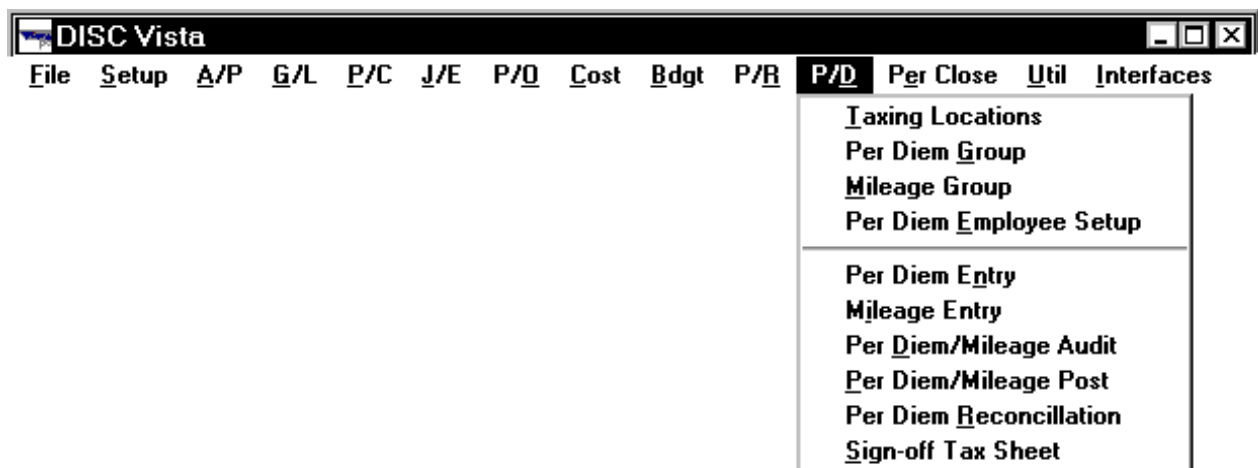 DISC Vista
File Setup A/P G/L P/C J/E P/O Cost Bdgt P/R P/D Per Close Util Interfaces
Taxing Locations
Per Diem Group
Mileage Group
Per Diem Employee Setup
Per Diem Entry
Mileage Entry
Per Diem/Mileage Audit
Per Diem/Mileage Post
Per Diem Reconcillation
Sign-off Tax Sheet